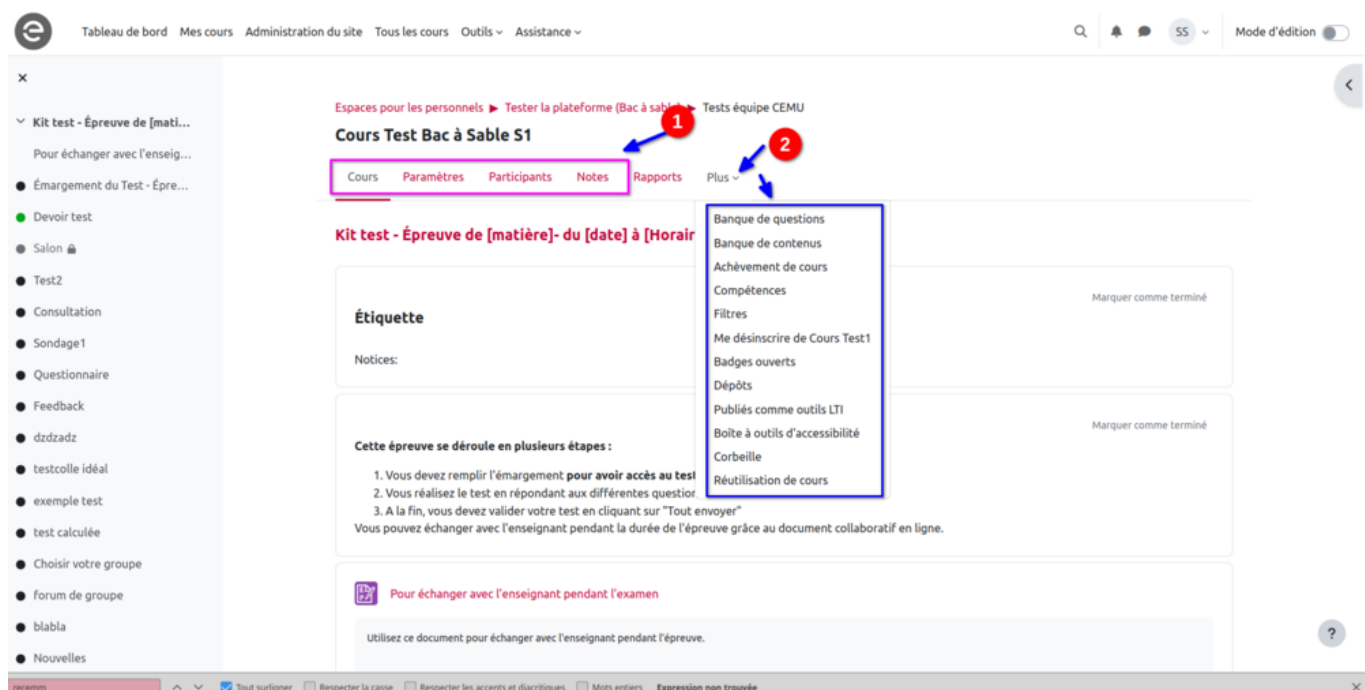 Tableau de bord Mes cours Administration du site Tous les cours Outils Assistance SS Mode d'édition
Kit test - Épreuve de [mati...
Pour échanger avec l'enseig...
Émargement du Test - Épre...
Devoir test
Salon
Test2
Consultation
Sondage1
Questionnaire
Feedback
dzdzadz
testcolle idéal
exemple test
test calculée
Choisir votre groupe
forum de groupe
blabla
Nouvelles
Espaces pour les personnels ▶ Tester la plateforme (Bac à sable) ▶ Tests équipe CEMU
Cours Test Bac à Sable S1
1
2
Cours Paramètres Participants Notes Rapports Plus
Banque de questions
Banque de contenus
Achèvement de cours
Compétences
Filtres
Me désinscrire de Cours Test1
Badges ouverts
Dépôts
Publiés comme outils LTI
Boîte à outils d'accessibilité
Corbeille
Réutilisation de cours
Kit test - Épreuve de [matière]- du [date] à [Horair
Marquer comme terminé
Étiquette
Notices:
Marquer comme terminé
Cette épreuve se déroule en plusieurs étapes :
1. Vous devez remplir l'émargement pour avoir accès au test
2. Vous réalisez le test en répondant aux différentes question
3. A la fin, vous devez valider votre test en cliquant sur "Tout envoyer"
Vous pouvez échanger avec l'enseignant pendant la durée de l'épreuve grâce au document collaboratif en ligne.
Pour échanger avec l'enseignant pendant l'examen
Utilisez ce document pour échanger avec l'enseignant pendant l'épreuve.
?
recemm Tout surligner Respecter la casse Respecter les accents et diacritiques Mots entiers Expression non trouvée